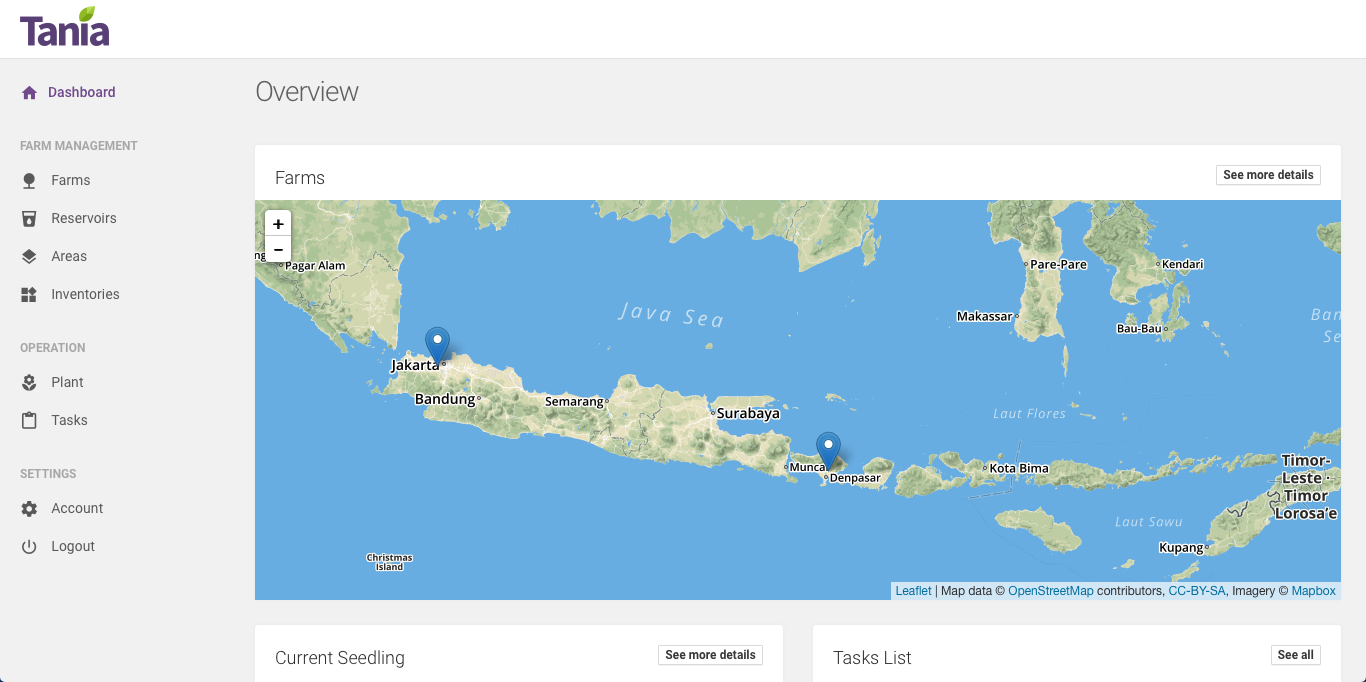 Tania
Dashboard
FARM MANAGEMENT
Farms
Reservoirs
Areas
Inventories
OPERATION
Plant
Tasks
SETTINGS
Account
Logout
Overview
Farms
See more details
+
−
Pagar Alam
Pare-Pare
Kendari
Java Sea
Makassar
Bau-Bau
Jakarta
Bandung
Semarang
Surabaya
Laut Flores
Munca
Denpasar
Kota Bima
Timor-
Leste -
Timor
Lorosa'e
Laut Sawu
Kupang
Christmas
Island
Leaflet | Map data © OpenStreetMap contributors, CC-BY-SA, Imagery © Mapbox
Current Seedling
See more details
Tasks List
See all